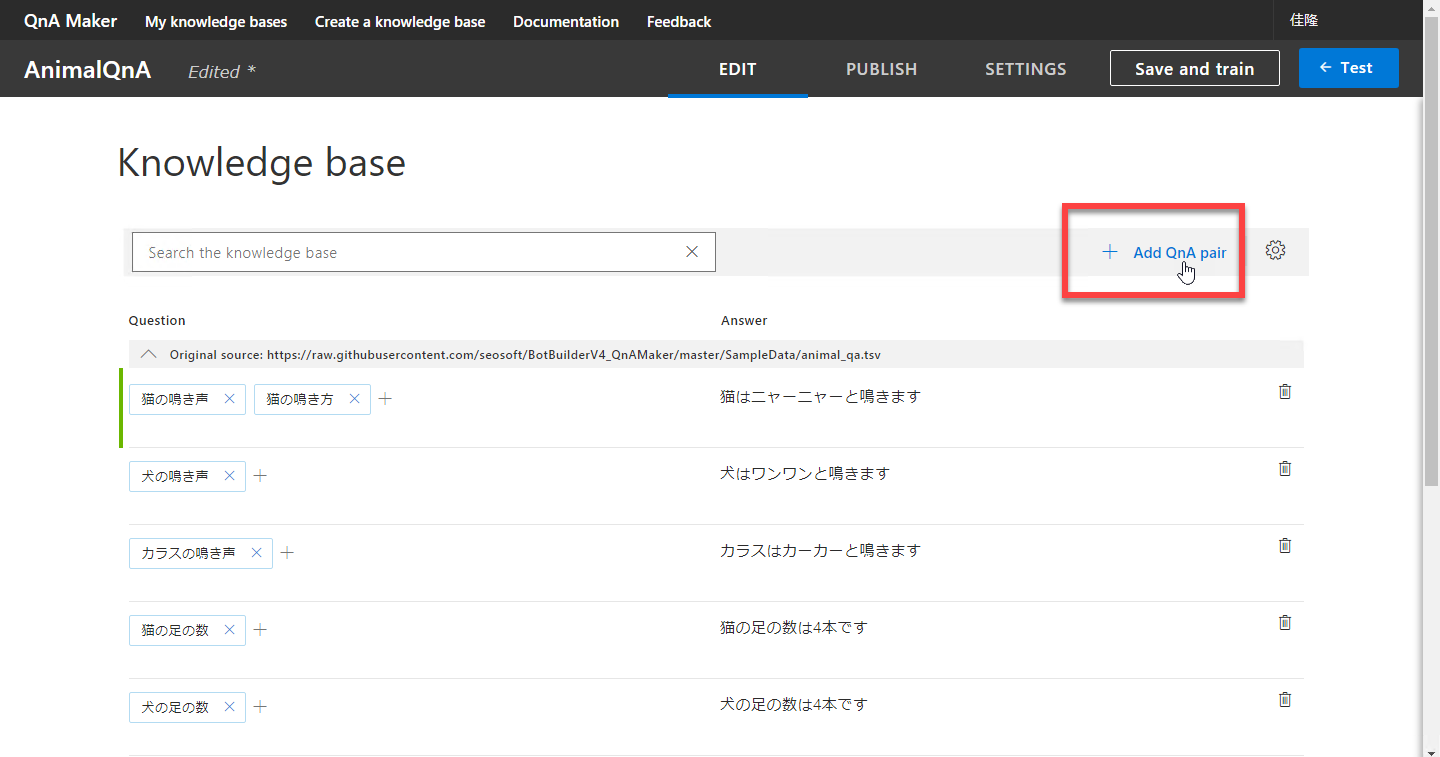 QnA Maker My knowledge bases Create a knowledge base Documentation Feedback 佳隆
AnimalQnA Edited * EDIT PUBLISH SETTINGS Save and train ← Test
Knowledge base
Search the knowledge base + Add QnA pair
Question Answer
Original source: https://raw.githubusercontent.com/seosoft/BotBuilderV4_QnAMaker/master/SampleData/animal_qa.tsv
猫の鳴き声 猫の鳴き方 猫はニャーニャーと鳴きます
犬の鳴き声 犬はワンワンと鳴きます
カラスの鳴き声 カラスはカーカーと鳴きます
猫の足の数 猫の足の数は4本です
犬の足の数 犬の足の数は4本です